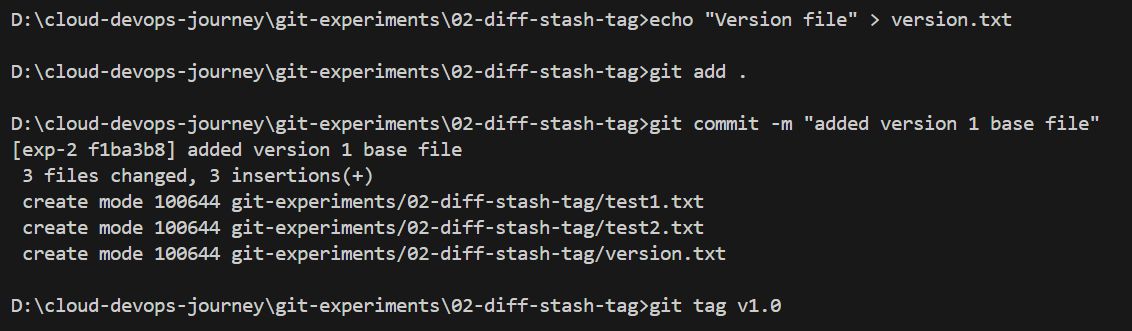 D:\cloud-devops-journey\git-experiments\02-diff-stash-tag>echo "Version file" > version.txt
D:\cloud-devops-journey\git-experiments\02-diff-stash-tag>git add .
D:\cloud-devops-journey\git-experiments\02-diff-stash-tag>git commit -m "added version 1 base file"
[exp-2 f1ba3b8] added version 1 base file
 3 files changed, 3 insertions(+)
 create mode 100644 git-experiments/02-diff-stash-tag/test1.txt
 create mode 100644 git-experiments/02-diff-stash-tag/test2.txt
 create mode 100644 git-experiments/02-diff-stash-tag/version.txt
D:\cloud-devops-journey\git-experiments\02-diff-stash-tag>git tag v1.0